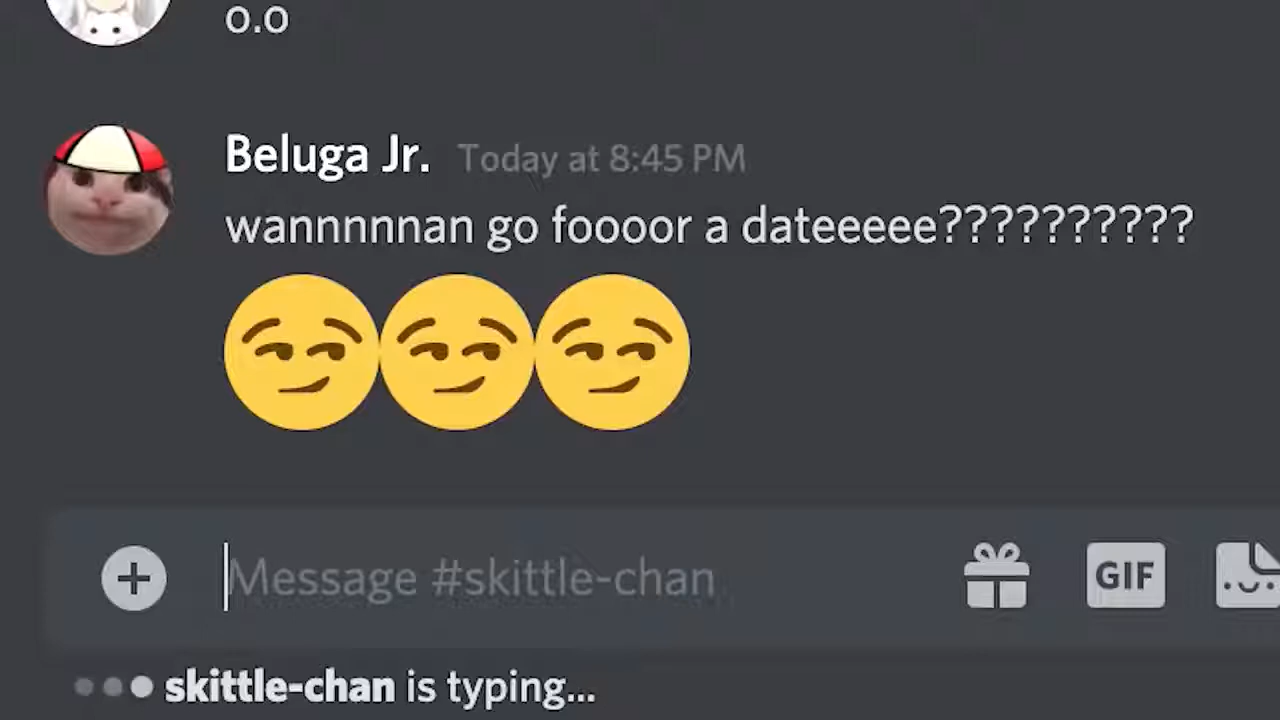 o.o
Beluga Jr. Today at 8:45 PM
wannnnnan go foooor a dateeeee??????????
Message #skittle-chan
GIF
skittle-chan is typing...